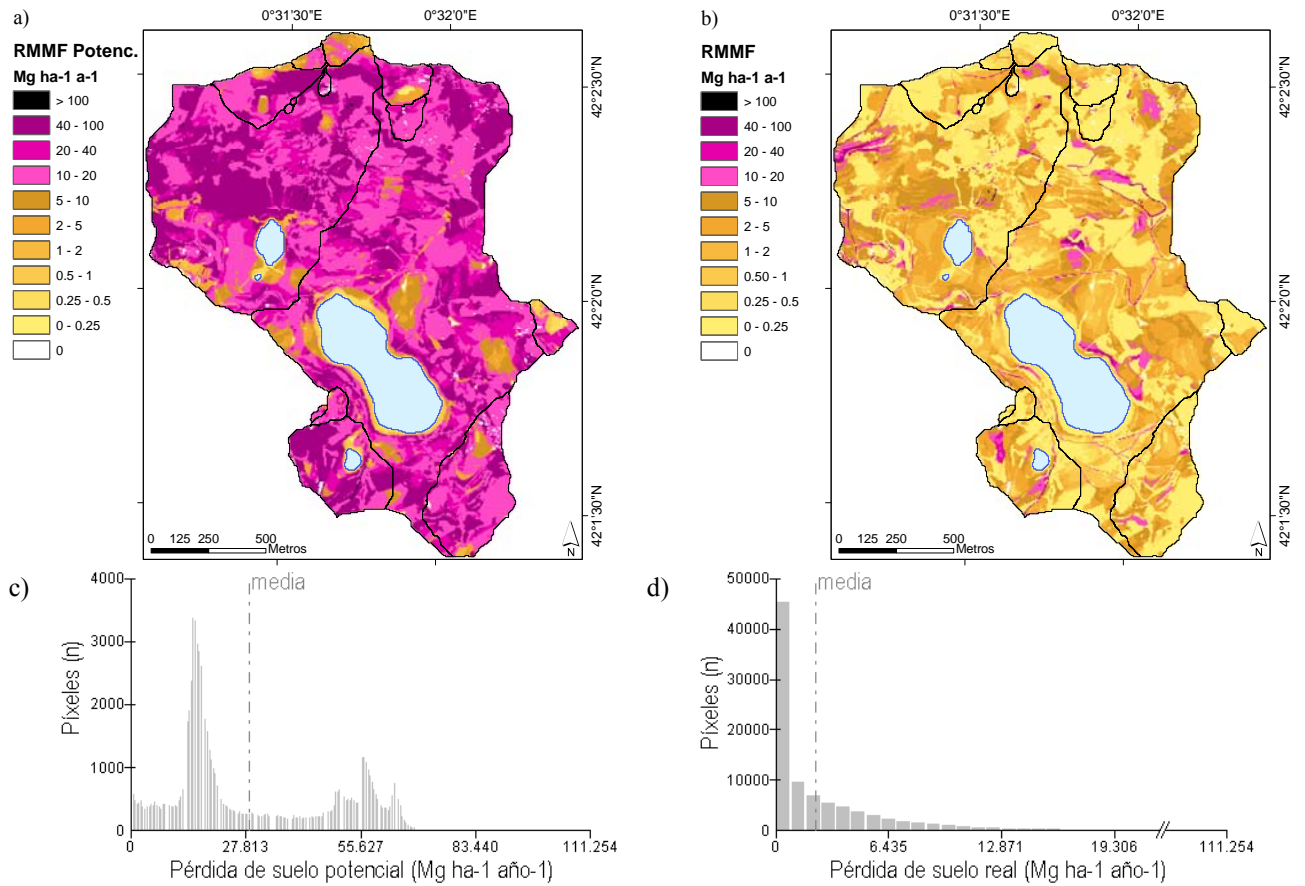 a)
0°31'30"E
0°32'0"E
RMMF Potenc.
Mg ha-1 a-1
> 100
40 - 100
20 - 40
10 - 20
5 - 10
2 - 5
1 - 2
0.5 - 1
0.25 - 0.5
0 - 0.25
0
42°2'30"N
42°2'0"N
42°1'30"N
0 125 250 500
Metros
N
b)
0°31'30"E
0°32'0"E
RMMF
Mg ha-1 a-1
> 100
40 - 100
20 - 40
10 - 20
5 - 10
2 - 5
1 - 2
0.50 - 1
0.25 - 0.5
0 - 0.25
0
42°2'30"N
42°2'0"N
42°1'30"N
0 125 250 500
Metros
N
c)
media
4000
3000
2000
1000
0
Píxeles (n)
0 27.813 55.627 83.440 111.254
Pérdida de suelo potencial (Mg ha-1 año-1)
d)
media
50000
40000
30000
20000
10000
0
Píxeles (n)
0 6.435 12.871 19.306 111.254
Pérdida de suelo real (Mg ha-1 año-1)